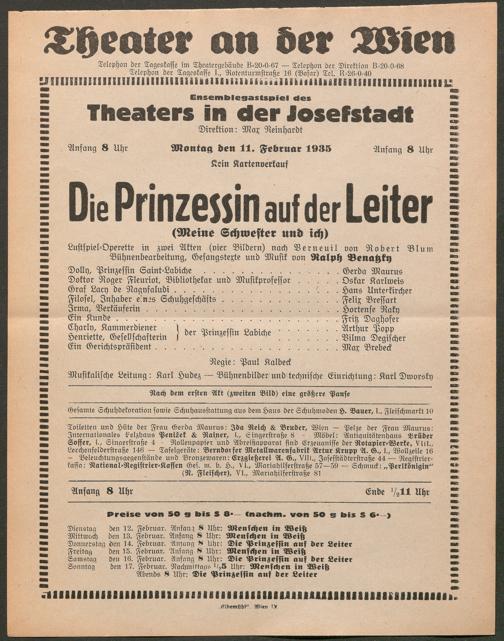 Theater an der Wien
Telephon der Tageskasse im Theatergebäude B-20-0-67 — Telephon der Direktion B-20-0-68
Telephon der Tageskasse I., Rotenturmstraße 16 (Basar) Tel. R-26-0-40
Ensemblegastspiel des
Theaters in der Josefstadt
Direktion: Max Reinhardt
Anfang 8 Uhr Montag den 11. Februar 1935 Anfang 8 Uhr
Kein Kartenverkauf
Die Prinzessin auf der Leiter
(Meine Schwester und ich)
Lustspiel-Operette in zwei Akten (vier Bildern) nach Verneuil von Robert Blum
Bühnenbearbeitung, Gesangstexte und Musik von Ralph Benatzky
Dolly, Prinzessin Saint-Labiche . . . Gerda Maurus
Doktor Roger Fleuriot, Bibliothekar und Musikprofessor . . . Oskar Karlweis
Graf Lacy de Nagyfaludi . . . Hans Unterkircher
Filosel, Inhaber eines Schuhgeschäfts . . . Felix Bressart
Irma, Verkäuferin . . . Hortense Raky
Ein Kunde . . . Fritz Daghofer
Charly, Kammerdiener } der Prinzessin Labiche . . . Arthur Popp
Henriette, Gesellschafterin } . . . Vilma Degischer
Ein Gerichtspräsident . . . Max Brebeck
Regie: Paul Kalbeck
Musikalische Leitung: Karl Hudez — Bühnenbilder und technische Einrichtung: Karl Dworsky
Nach dem ersten Akt (zweiten Bild) eine größere Pause
Gesamte Schuhdekoration sowie Schuhausstattung aus dem Haus der Schuhmoden H. Bauer, I., Fleischmarkt 10
Toiletten und Hüte der Frau Gerda Maurus: Ida Reich & Bruder, Wien — Pelze der Frau Maurus:
Internationales Pelzhaus Penižek & Rainer, I., Singerstraße 8 - Möbel: Antiquitätenhaus Brüder
Soffer, I., Singerstraße 4 - Rollenpapier und Abreißapparat sind Erzeugnisse der Rotapier-Werke, VIII.,
Lerchenfelderstraße 146 — Tafelgeräte: Berndorfer Metallwarenfabrik Artur Krupp A. G., I., Wollzeile 16
— Beleuchtungsgegenstände und Bronzewaren: Erzgießerei A. G., VIII., Josefstädterstraße 44 — Registrier-
kassa: National-Registrier-Kassen Ges. m. b. H., VI., Mariahilferstraße 57—59 — Schmuck: „Perlkönigin“
(N. Fleischer), VI., Mariahilferstraße 81
Anfang 8 Uhr Ende ½11 Uhr
Preise von 50 g bis S 8·— (nachm. von 50 g bis S 6·—)
Dienstag den 12. Februar. Anfang 8 Uhr: Menschen in Weiß
Mittwoch den 13. Februar. Anfang 8 Uhr: Menschen in Weiß
Donnerstag den 14. Februar. Anfang 8 Uhr: Die Prinzessin auf der Leiter
Freitag den 15. Februar. Anfang 8 Uhr: Menschen in Weiß
Samstag den 16. Februar. Anfang 8 Uhr: Die Prinzessin auf der Leiter
Sonntag den 17. Februar. Nachmittags ½5 Uhr: Menschen in Weiß
Abends 8 Uhr: Die Prinzessin auf der Leiter
„Elbemühl“, Wien IX